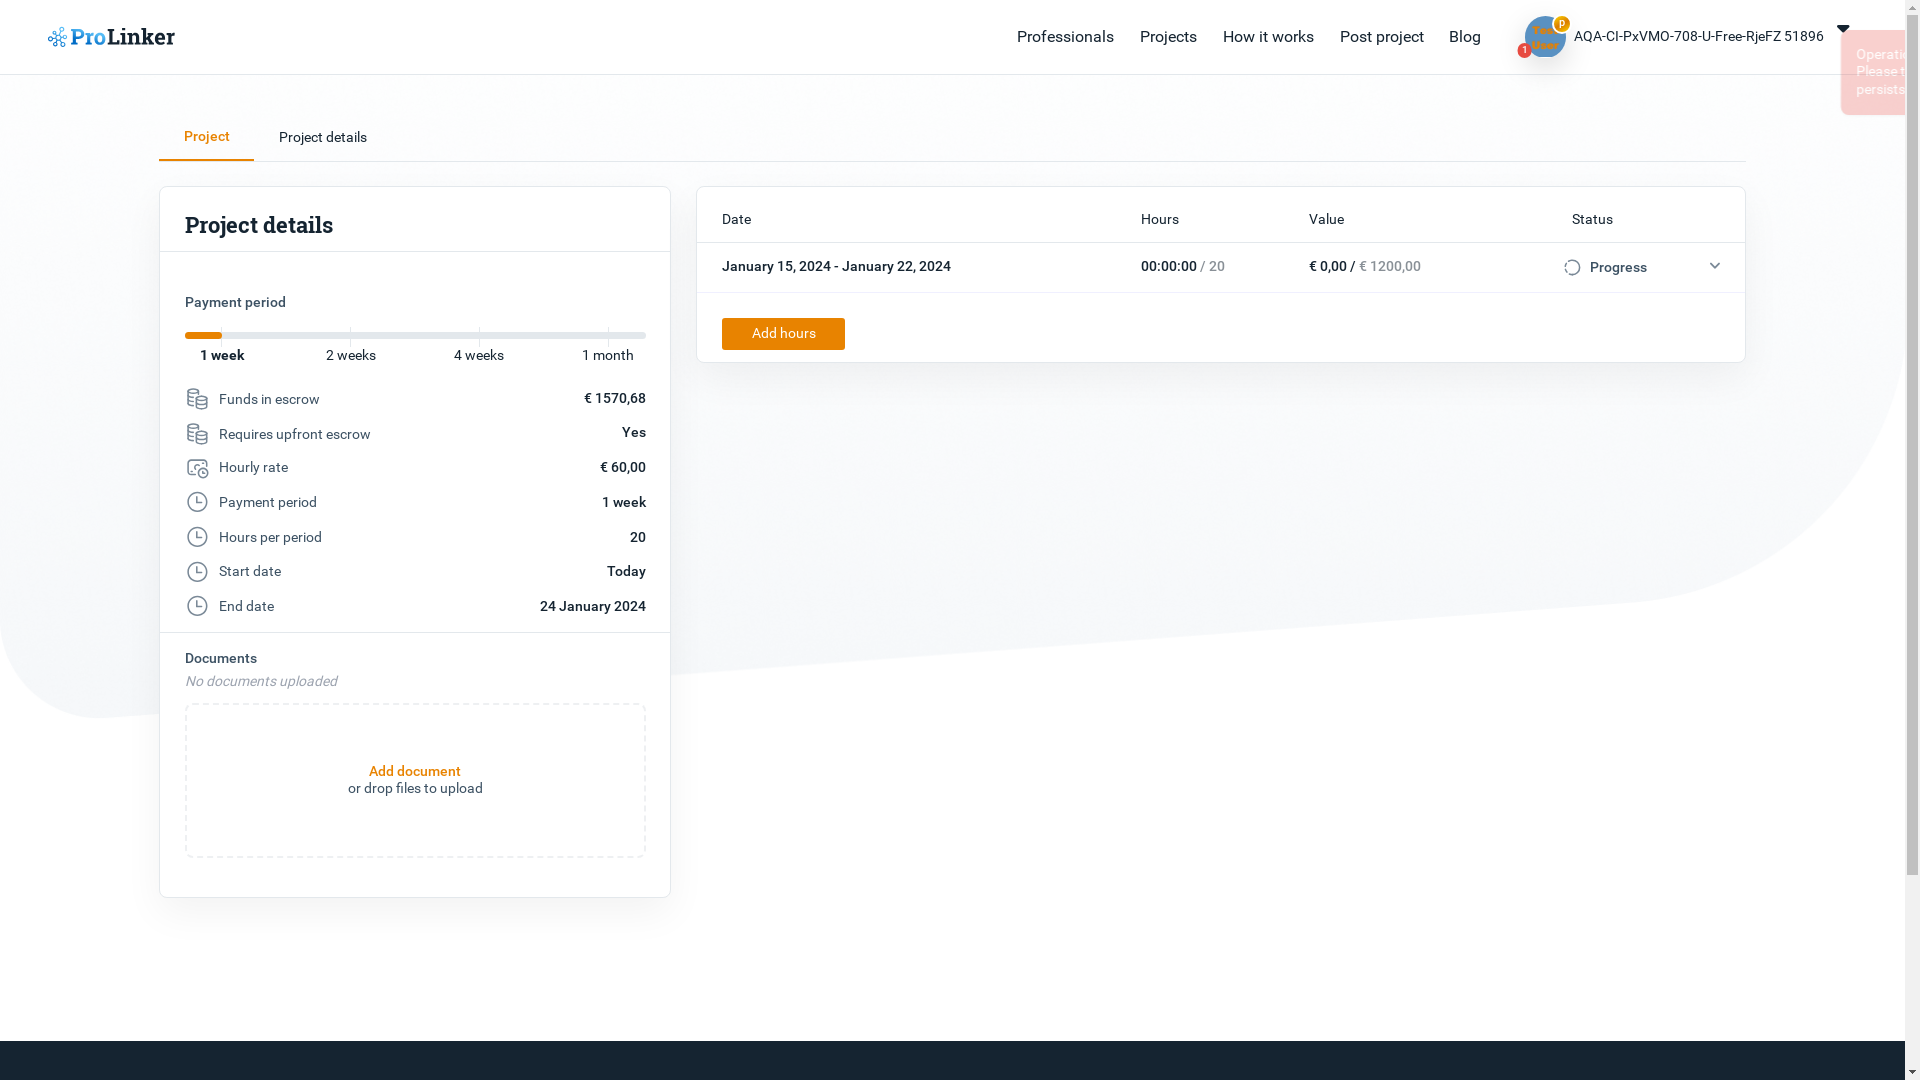 ProLinker
Professionals
Projects
How it works
Post project
Blog
P
1
AQA-CI-PxVMO-708-U-Free-RjeFZ 51896
Please
persists
Project
Project details
Project details
Payment period
1 week
2 weeks
4 weeks
1 month
Funds in escrow
€ 1570,68
Requires upfront escrow
Yes
Hourly rate
€ 60,00
Payment period
1 week
Hours per period
20
Start date
Today
End date
24 January 2024
Documents
No documents uploaded
Add document
or drop files to upload
Date
Hours
Value
Status
January 15, 2024 - January 22, 2024
00:00:00 / 20
€ 0,00 / € 1200,00
Progress
Add hours